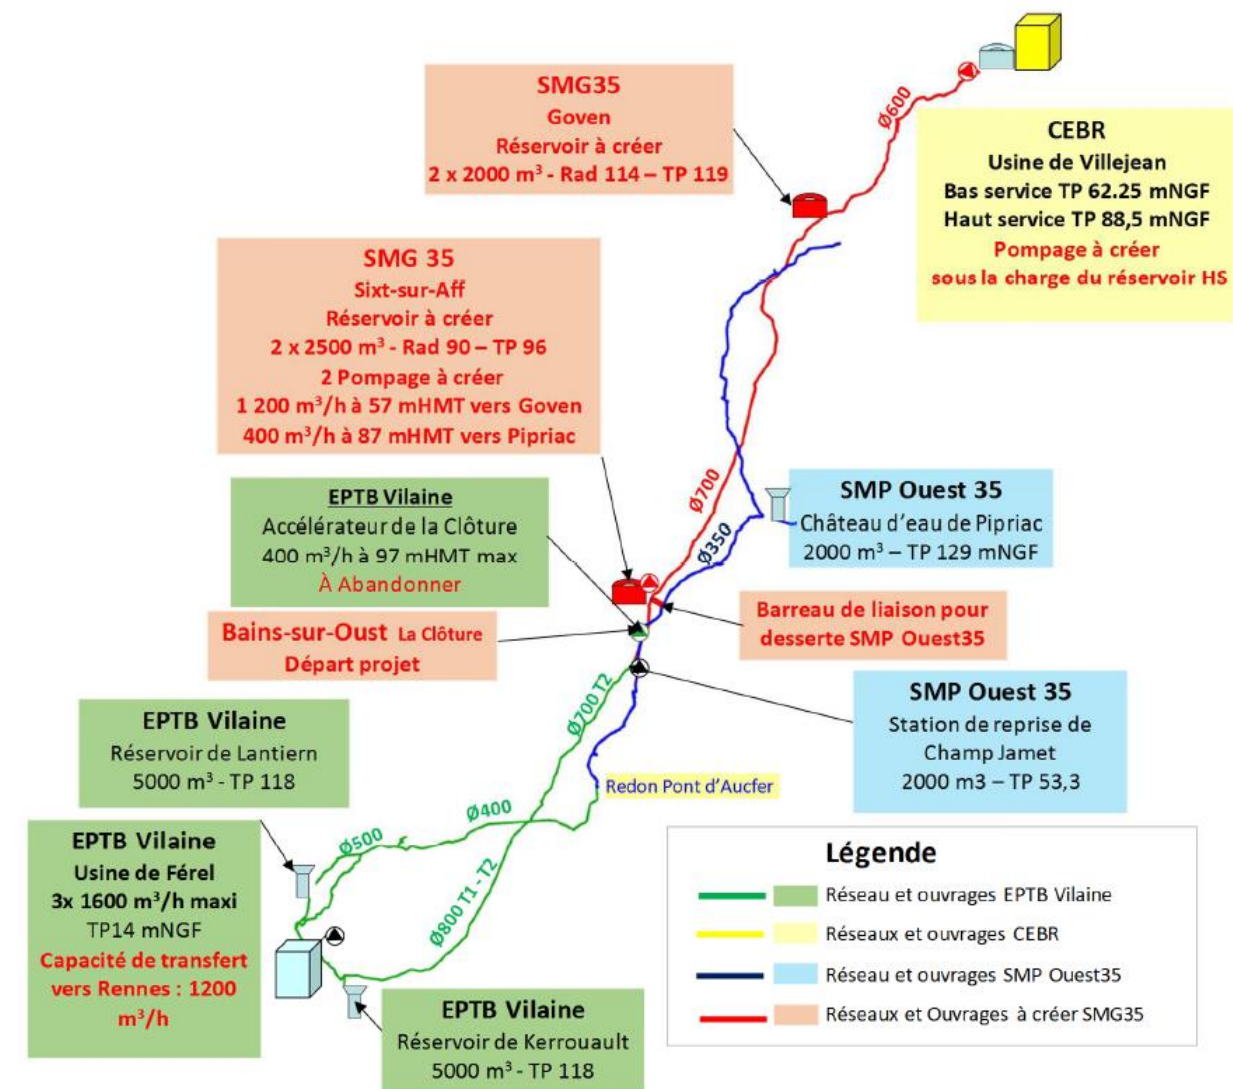 SMG35
Goven
Réservoir à créer
2 x 2000 m³ - Rad 114 – TP 119
Ø600
CEBR
Usine de Villejean
Bas service TP 62.25 mNGF
Haut service TP 88,5 mNGF
Pompage à créer
sous la charge du réservoir HS
SMG 35
Sixt-sur-Aff
Réservoir à créer
2 x 2500 m³ - Rad 90 – TP 96
2 Pompage à créer
1 200 m³/h à 57 mHMT vers Goven
400 m³/h à 87 mHMT vers Pipriac
EPTB Vilaine
Accélérateur de la Clôture
400 m³/h à 97 mHMT max
À Abandonner
Ø700
Ø350
SMP Ouest 35
Château d'eau de Pipriac
2000 m³ – TP 129 mNGF
Bains-sur-Oust La Clôture
Départ projet
Barreau de liaison pour
desserte SMP Ouest35
SMP Ouest 35
Station de reprise de
Champ Jamet
2000 m3 – TP 53,3
EPTB Vilaine
Réservoir de Lantiern
5000 m³ - TP 118
Ø700 T2
Redon Pont d'Aucfer
Ø400
Ø500
Ø800 T1 - T2
EPTB Vilaine
Usine de Férel
3x 1600 m³/h maxi
TP14 mNGF
Capacité de transfert
vers Rennes : 1200
m³/h
EPTB Vilaine
Réservoir de Kerrouault
5000 m³ - TP 118
Légende
Réseau et ouvrages EPTB Vilaine
Réseaux et ouvrages CEBR
Réseau et ouvrages SMP Ouest35
Réseaux et Ouvrages à créer SMG35